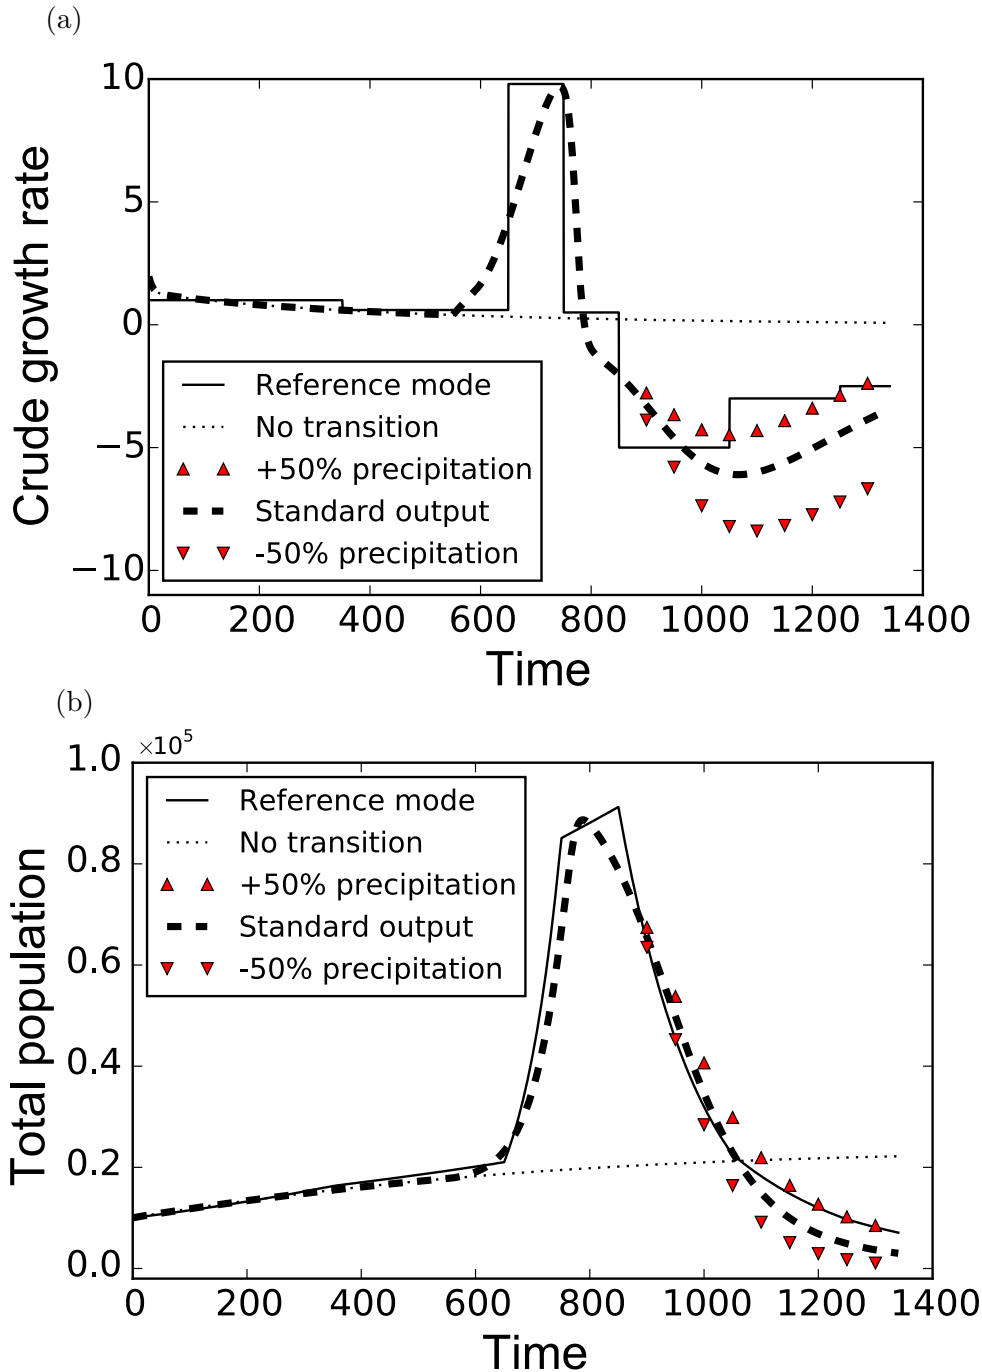 (a)
10
5
0
−5
−10
Crude growth rate
Reference mode
No transition
+50% precipitation
Standard output
-50% precipitation
0 200 400 600 800 1000 1200 1400
Time
(b)
×10⁵
1.0
0.8
0.6
0.4
0.2
0.0
Total population
Reference mode
No transition
+50% precipitation
Standard output
-50% precipitation
0 200 400 600 800 1000 1200 1400
Time